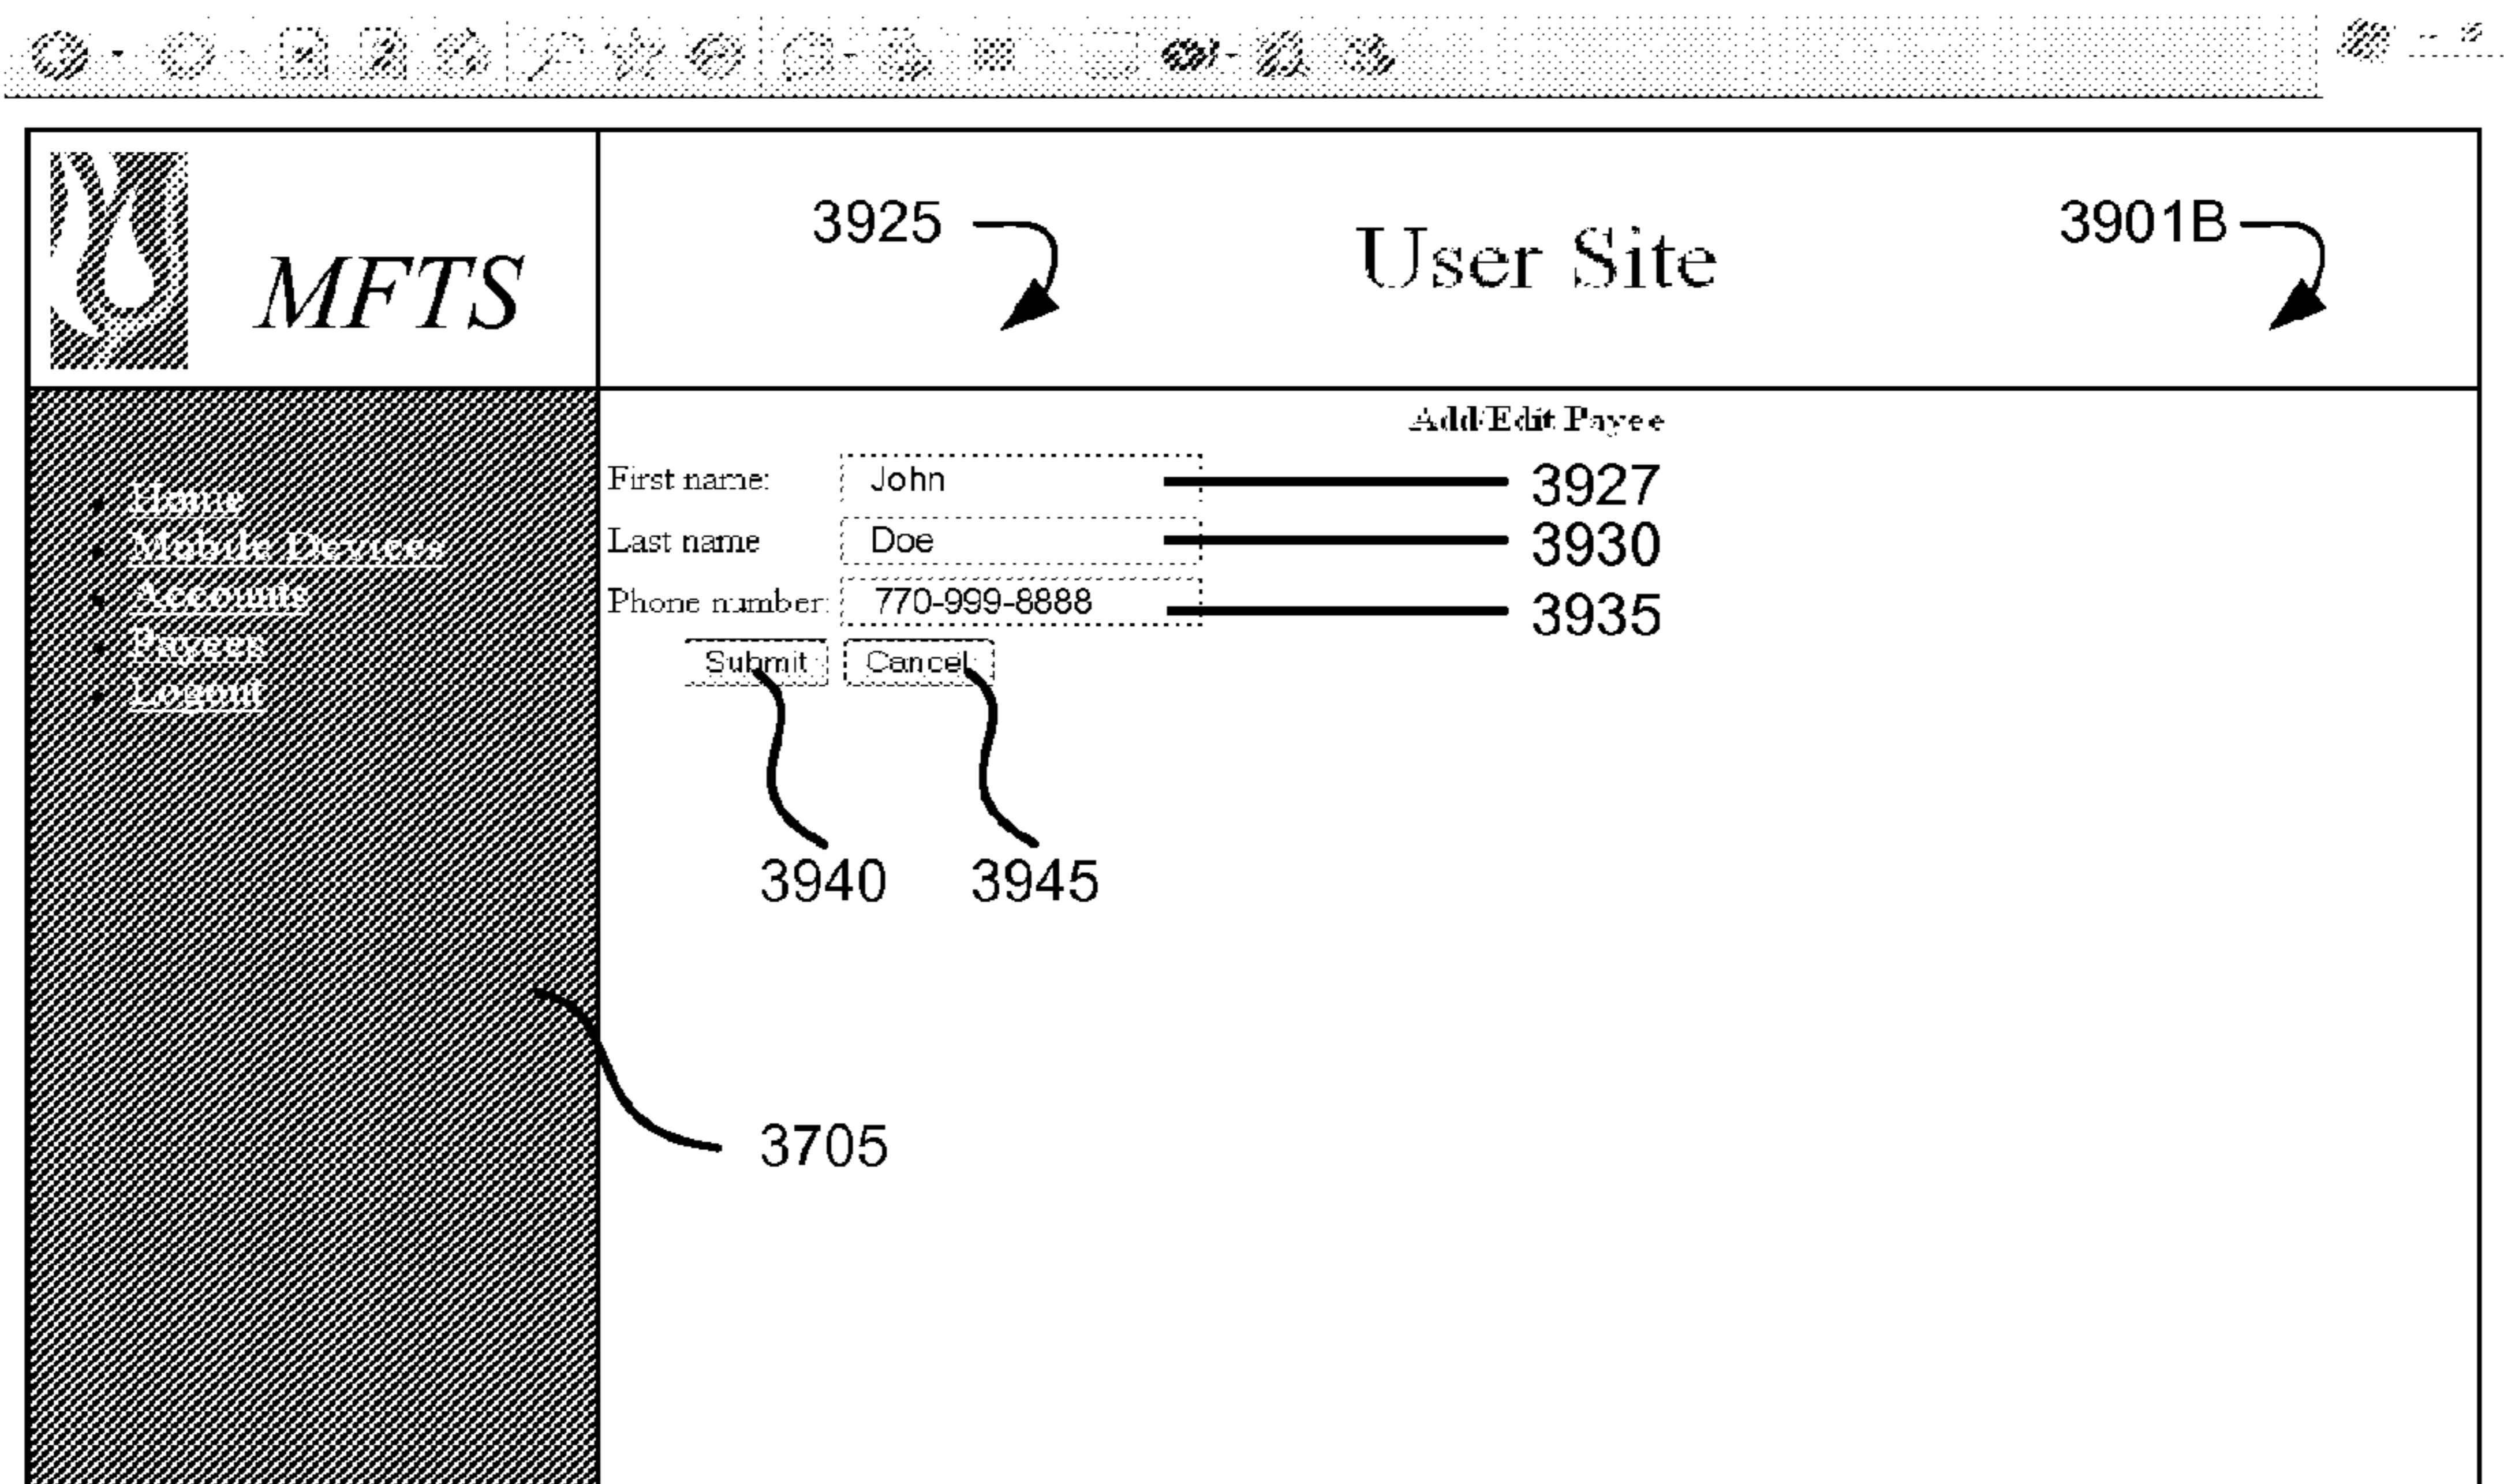 3925
3901B
MFTS
User Site
Add/Edit Payee
Home
Mobile Devices
Accounts
Payees
Logout
First name: John 3927
Last name Doe 3930
Phone number: 770-999-8888 3935
Submit Cancel
3940 3945
3705